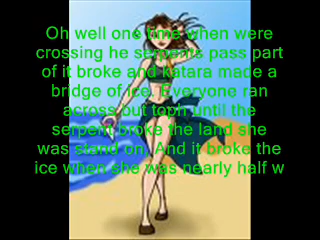 Oh well one time when were
crossing he serpents pass part
of it broke and katara made a
bridge of ice. Everyone ran
across but toph until the
serpent broke the land she
was stand on. And it broke the
ice when she was nearly half w